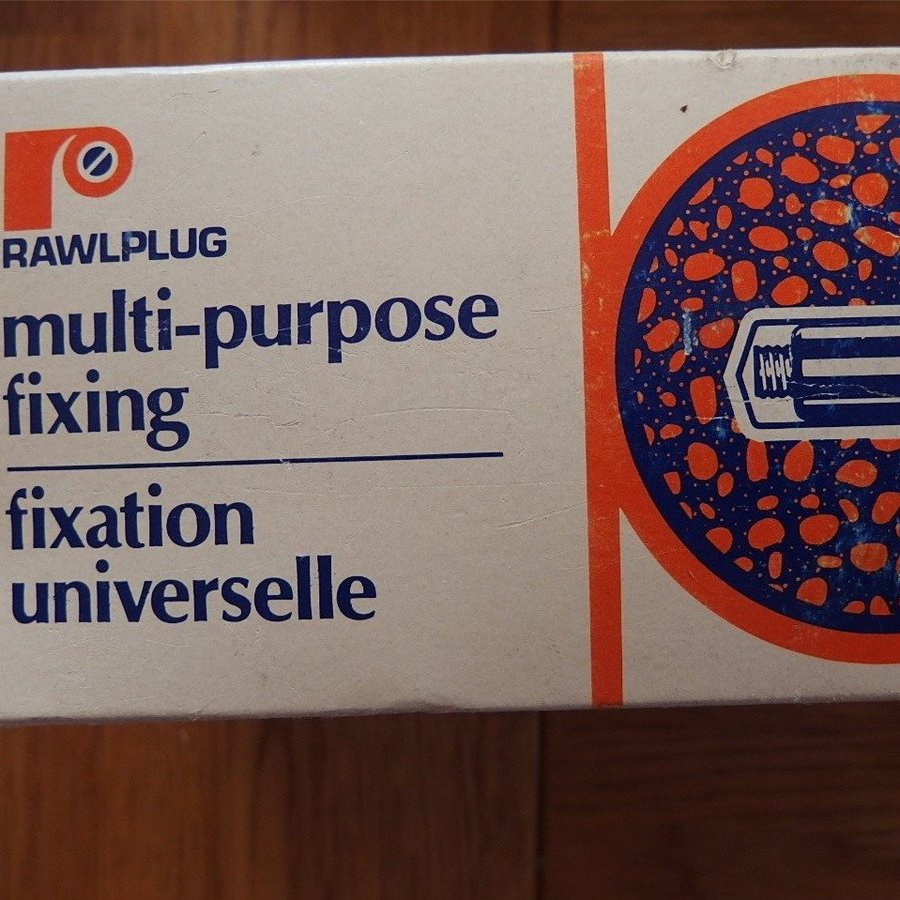 RAWLPLUG
multi-purpose
fixing
fixation
universelle